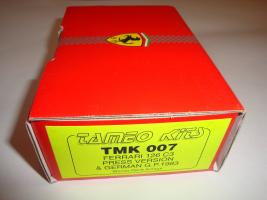 TAMEO KITS
TMK 007
FERRARI 126 C3
PRESS VERSION
& GERMAN G.P. 1983